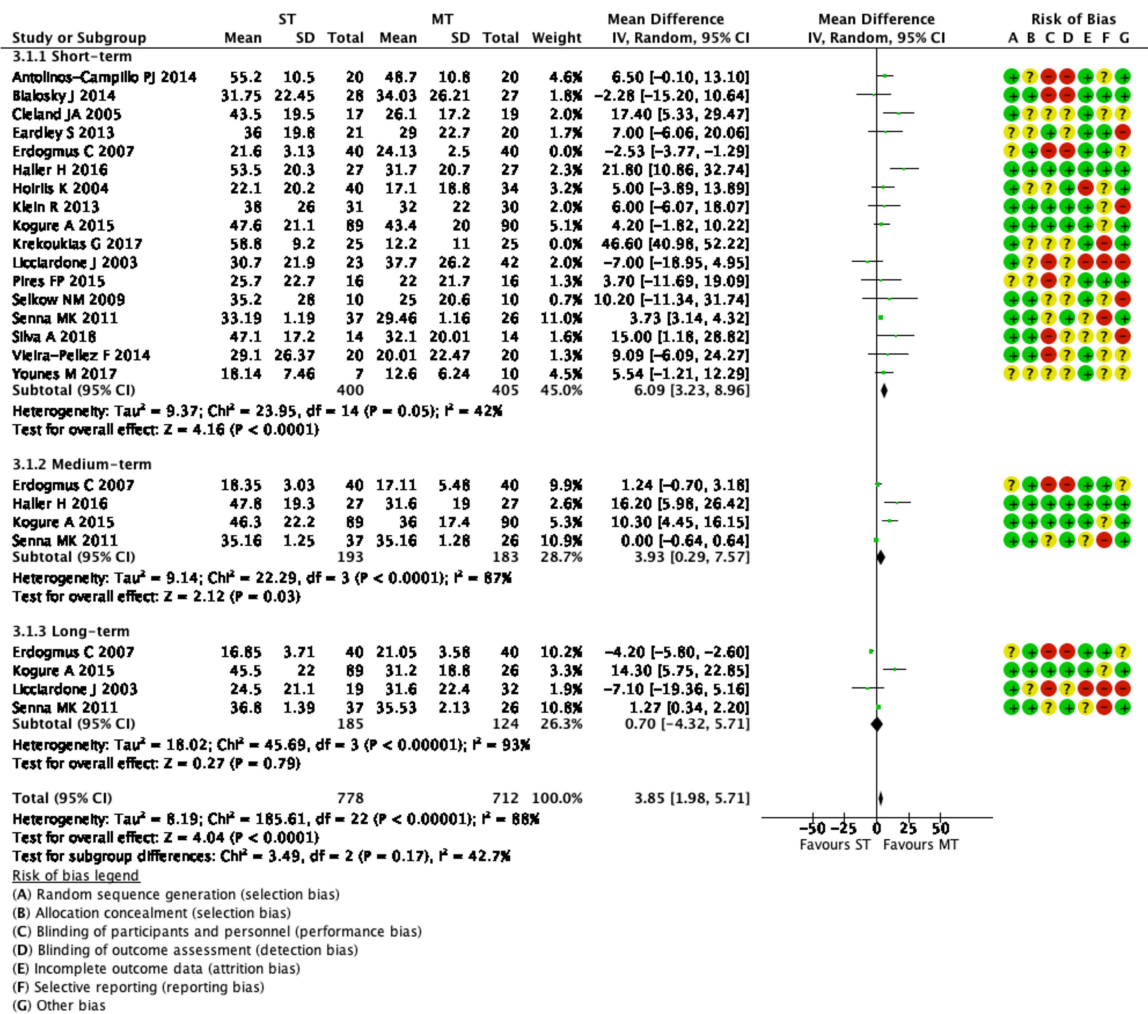 ST MT Mean Difference Mean Difference Risk of Bias
Study or Subgroup Mean SD Total Mean SD Total Weight IV, Random, 95% CI IV, Random, 95% CI A B C D E F G
3.1.1 Short-term
Antolinos-Campillo PJ 2014 55.2 10.5 20 48.7 10.8 20 4.6% 6.50 [-0.10, 13.10] + ? - - + ? +
Bialosky J 2014 31.75 22.45 28 34.03 26.21 27 1.8% -2.28 [-15.20, 10.64] + + - - + + +
Cleland JA 2005 43.5 19.5 17 26.1 17.2 19 2.0% 17.40 [5.33, 29.47] + + ? ? + ? ?
Eardley S 2013 36 19.8 21 29 22.7 20 1.7% 7.00 [-6.06, 20.06] ? ? + ? + ? -
Erdogmus C 2007 21.6 3.13 40 24.13 2.5 40 0.0% -2.53 [-3.77, -1.29] ? + - - + + ?
Haller H 2016 53.5 20.3 27 31.7 20.7 27 2.3% 21.80 [10.86, 32.74] + + + + + + +
Hoiriis K 2004 22.1 20.2 40 17.1 18.8 34 3.2% 5.00 [-3.89, 13.89] + ? ? + - ? +
Klein R 2013 38 26 31 32 22 30 2.0% 6.00 [-6.07, 18.07] + + + + + ? -
Kogure A 2015 47.6 21.1 89 43.4 20 90 5.1% 4.20 [-1.82, 10.22] + + + + + ? +
Krekoukias G 2017 58.8 9.2 25 12.2 11 25 0.0% 46.60 [40.98, 52.22] + ? ? ? + - +
Licciardone J 2003 30.7 21.9 23 37.7 26.2 42 2.0% -7.00 [-18.95, 4.95] + ? - ? - - -
Pires FP 2015 25.7 22.7 16 22 21.7 16 1.3% 3.70 [-11.69, 19.09] ? ? - ? + + +
Selkow NM 2009 35.2 28 10 25 20.6 10 0.7% 10.20 [-11.34, 31.74] + + ? ? + ? -
Senna MK 2011 33.19 1.19 37 29.46 1.16 26 11.0% 3.73 [3.14, 4.32] + + ? + ? - +
Silva A 2018 47.1 17.2 14 32.1 20.01 14 1.6% 15.00 [1.18, 28.82] + + - ? ? ? +
Vieira-Pellez F 2014 29.1 26.37 20 20.01 22.47 20 1.3% 9.09 [-6.09, 24.27] + + - ? + ? ?
Younes M 2017 18.14 7.46 7 12.6 6.24 10 4.5% 5.54 [-1.21, 12.29] ? ? ? ? + ? ?
Subtotal (95% CI) 400 405 45.0% 6.09 [3.23, 8.96]
Heterogeneity: Tau² = 9.37; Chi² = 23.95, df = 14 (P = 0.05); I² = 42%
Test for overall effect: Z = 4.16 (P < 0.0001)
3.1.2 Medium-term
Erdogmus C 2007 18.35 3.03 40 17.11 5.48 40 9.9% 1.24 [-0.70, 3.18] ? + - - + + ?
Haller H 2016 47.8 19.3 27 31.6 19 27 2.6% 16.20 [5.98, 26.42] + + + + + + +
Kogure A 2015 46.3 22.2 89 36 17.4 90 5.3% 10.30 [4.45, 16.15] + + + + + ? +
Senna MK 2011 35.16 1.25 37 35.16 1.28 26 10.9% 0.00 [-0.64, 0.64] + + ? + ? - +
Subtotal (95% CI) 193 183 28.7% 3.93 [0.29, 7.57]
Heterogeneity: Tau² = 9.14; Chi² = 22.29, df = 3 (P < 0.0001); I² = 87%
Test for overall effect: Z = 2.12 (P = 0.03)
3.1.3 Long-term
Erdogmus C 2007 16.85 3.71 40 21.05 3.58 40 10.2% -4.20 [-5.80, -2.60] ? + - - + + ?
Kogure A 2015 45.5 22 89 31.2 18.8 26 3.3% 14.30 [5.75, 22.85] + + + + + ? +
Licciardone J 2003 24.5 21.1 19 31.6 22.4 32 1.9% -7.10 [-19.36, 5.16] + ? - ? - - -
Senna MK 2011 36.8 1.39 37 35.53 2.13 26 10.8% 1.27 [0.34, 2.20] + + ? + ? - +
Subtotal (95% CI) 185 124 26.3% 0.70 [-4.32, 5.71]
Heterogeneity: Tau² = 18.02; Chi² = 45.69, df = 3 (P < 0.00001); I² = 93%
Test for overall effect: Z = 0.27 (P = 0.79)
Total (95% CI) 778 712 100.0% 3.85 [1.98, 5.71]
Heterogeneity: Tau² = 8.19; Chi² = 185.61, df = 22 (P < 0.00001); I² = 88%
Test for overall effect: Z = 4.04 (P < 0.0001)
Test for subgroup differences: Chi² = 3.49, df = 2 (P = 0.17), I² = 42.7%
-50 -25 0 25 50
Favours ST Favours MT
Risk of bias legend
(A) Random sequence generation (selection bias)
(B) Allocation concealment (selection bias)
(C) Blinding of participants and personnel (performance bias)
(D) Blinding of outcome assessment (detection bias)
(E) Incomplete outcome data (attrition bias)
(F) Selective reporting (reporting bias)
(G) Other bias